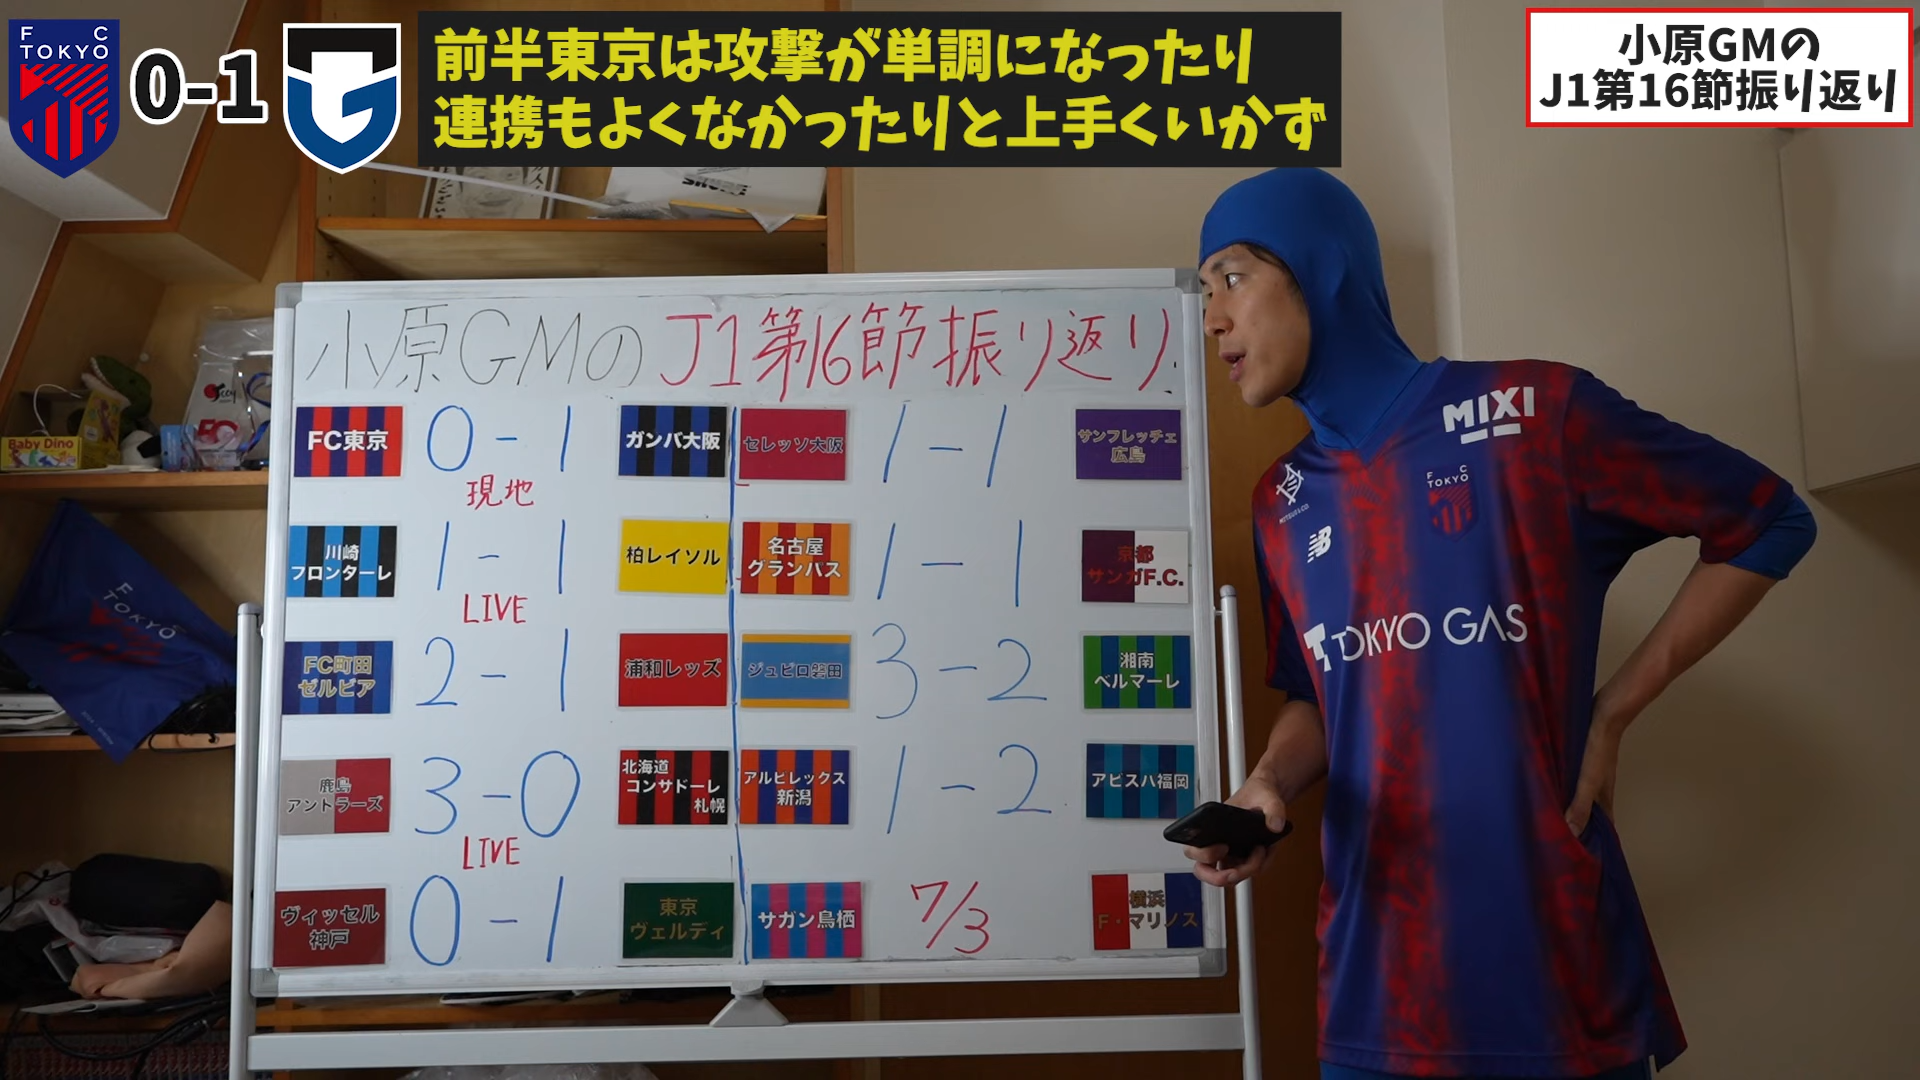 FC
TOKYO
0-1
前半東京は攻撃が単調になったり
連携もよくなかったりと上手くいかず
小原GMの
J1第16節振り返り
小原GMのJ1第16節振り返り
FC東京
0-1
ガンバ大阪
現地
セレッソ大阪
1-1
サンフレッチェ
広島
川崎
フロンターレ
1-1
柏レイソル
LIVE
名古屋
グランパス
1-1
京都
サンガF.C.
FC町田
ゼルビア
2-1
浦和レッズ
ジュビロ磐田
3-2
湘南
ベルマーレ
鹿島
アントラーズ
3-0
北海道
コンサドーレ
札幌
LIVE
アルビレックス
新潟
1-2
アビスパ福岡
ヴィッセル
神戸
0-1
東京
ヴェルディ
サガン鳥栖
7/3
横浜
F・マリノス
MIXI
FC
TOKYO
TOKYO GAS
Baby Dino
FC
TOKYO